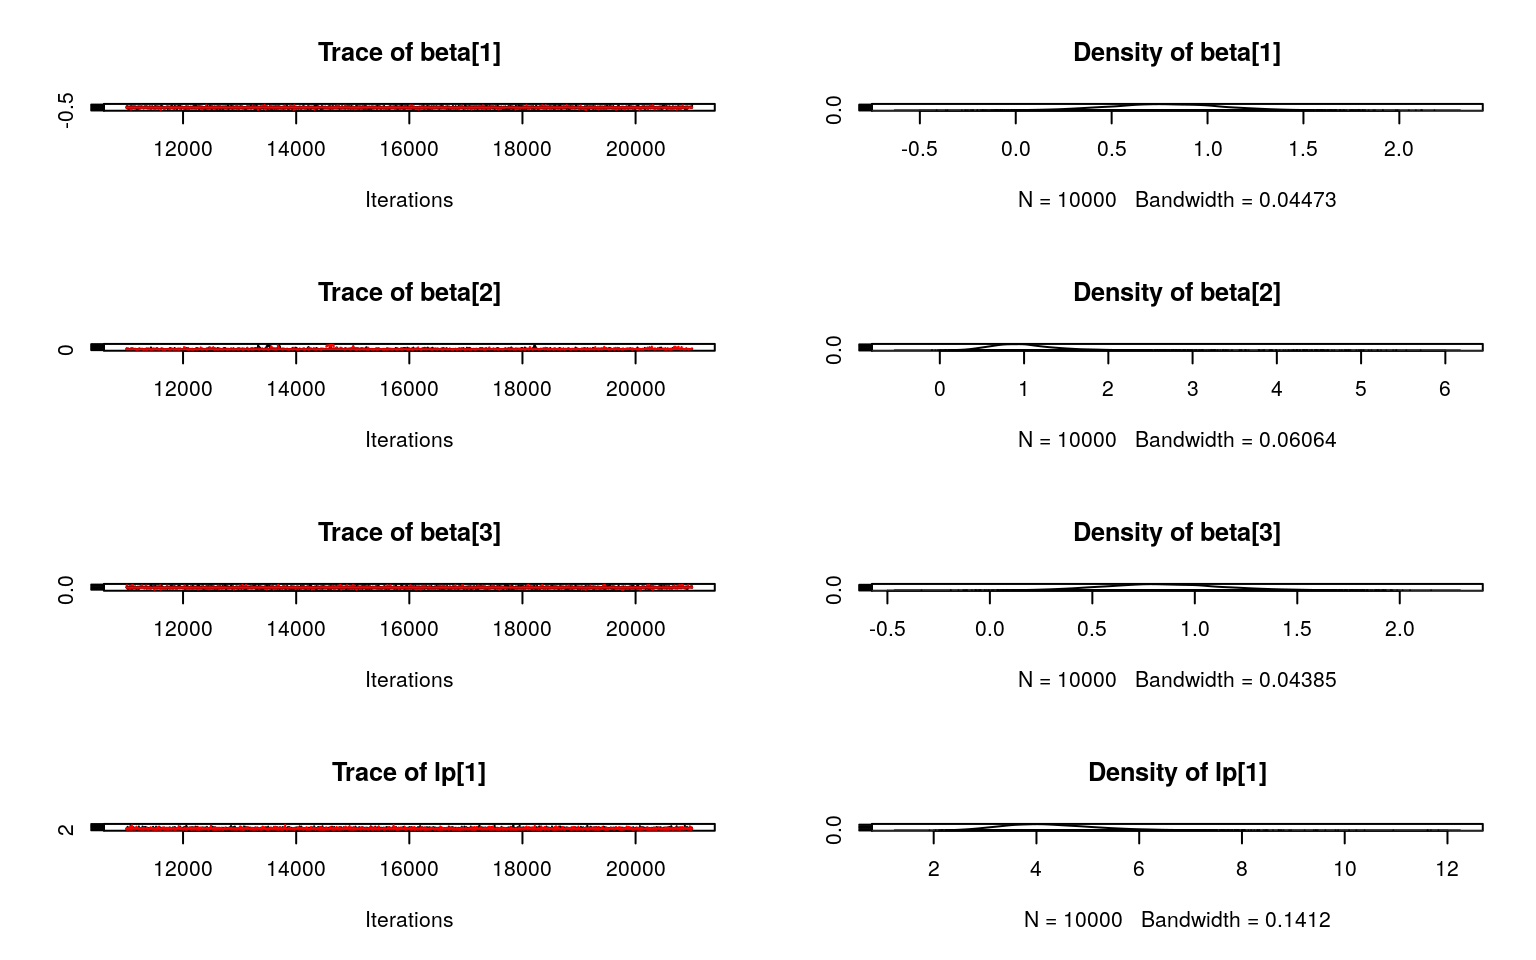 Trace of beta[1]
-0.5
12000 14000 16000 18000 20000
Iterations
Density of beta[1]
0.0
-0.5 0.0 0.5 1.0 1.5 2.0
N = 10000 Bandwidth = 0.04473
Trace of beta[2]
0
12000 14000 16000 18000 20000
Iterations
Density of beta[2]
0.0
0 1 2 3 4 5 6
N = 10000 Bandwidth = 0.06064
Trace of beta[3]
0.0
12000 14000 16000 18000 20000
Iterations
Density of beta[3]
0.0
-0.5 0.0 0.5 1.0 1.5 2.0
N = 10000 Bandwidth = 0.04385
Trace of lp[1]
2
12000 14000 16000 18000 20000
Iterations
Density of lp[1]
0.0
2 4 6 8 10 12
N = 10000 Bandwidth = 0.1412